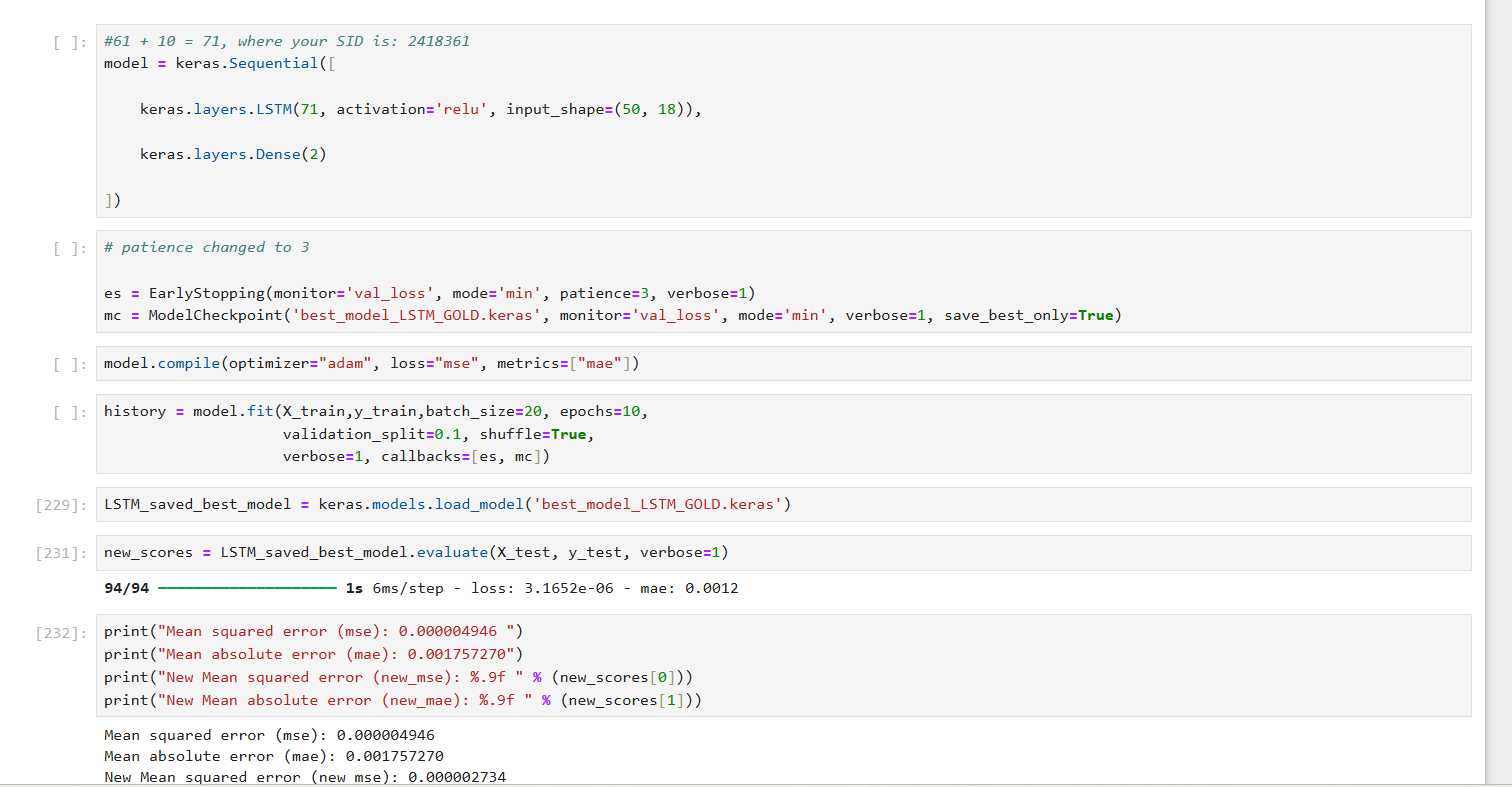 [ ]: #61 + 10 = 71, where your SID is: 2418361
model = keras.Sequential([
keras.layers.LSTM(71, activation='relu', input_shape=(50, 18)),
keras.layers.Dense(2)
])
[ ]: # patience changed to 3
es = EarlyStopping(monitor='val_loss', mode='min', patience=3, verbose=1)
mc = ModelCheckpoint('best_model_LSTM_GOLD.keras', monitor='val_loss', mode='min', verbose=1, save_best_only=True)
[ ]: model.compile(optimizer="adam", loss="mse", metrics=["mae"])
[ ]: history = model.fit(X_train,y_train,batch_size=20, epochs=10,
validation_split=0.1, shuffle=True,
verbose=1, callbacks=[es, mc])
[229]: LSTM_saved_best_model = keras.models.load_model('best_model_LSTM_GOLD.keras')
[231]: new_scores = LSTM_saved_best_model.evaluate(X_test, y_test, verbose=1)
94/94 ━━━━━━━━━━━━━━━━━━━━ 1s 6ms/step - loss: 3.1652e-06 - mae: 0.0012
[232]: print("Mean squared error (mse): 0.000004946 ")
print("Mean absolute error (mae): 0.001757270")
print("New Mean squared error (new_mse): %.9f " % (new_scores[0]))
print("New Mean absolute error (new_mae): %.9f " % (new_scores[1]))
Mean squared error (mse): 0.000004946
Mean absolute error (mae): 0.001757270
New Mean squared error (new_mse): 0.000002734